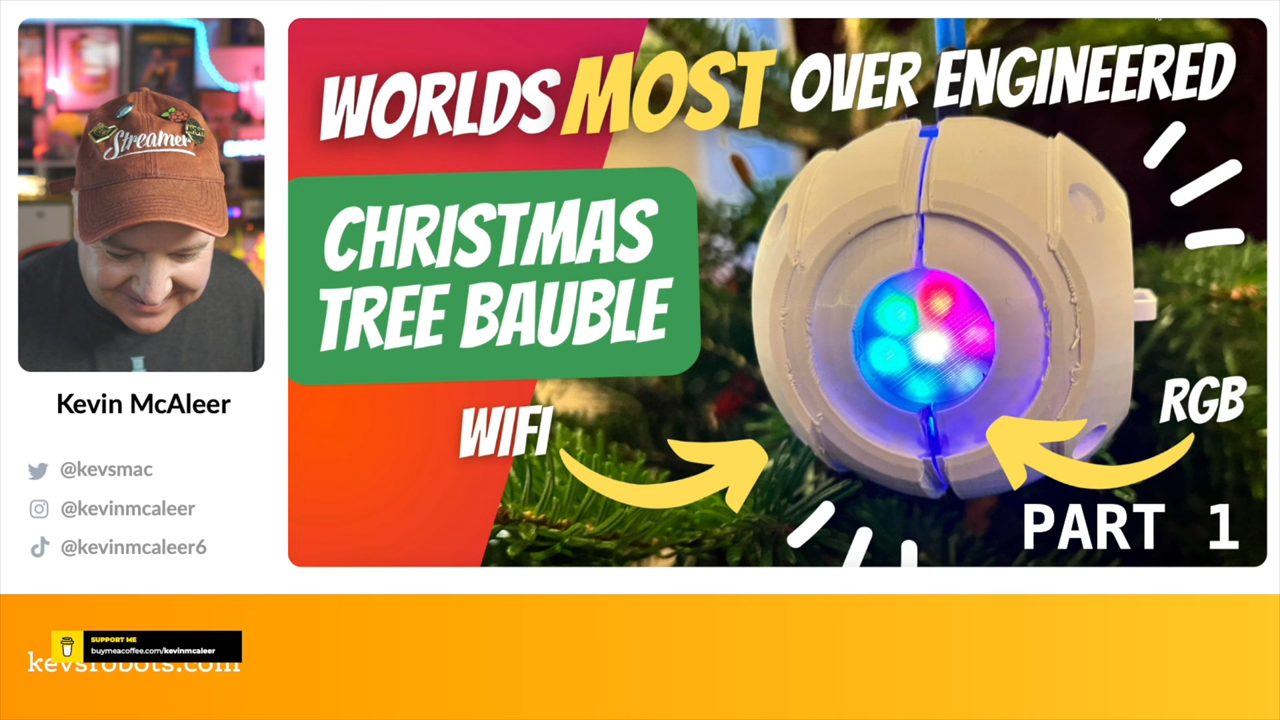 Streamer
Kevin McAleer
@kevsmac
@kevinmcaleer
@kevinmcaleer6
WORLDS MOST OVER ENGINEERED
CHRISTMAS
TREE BAUBLE
WIFI
RGB
PART 1
SUPPORT ME
buymeacoffee.com/kevinmcaleer
kevsrobots.com